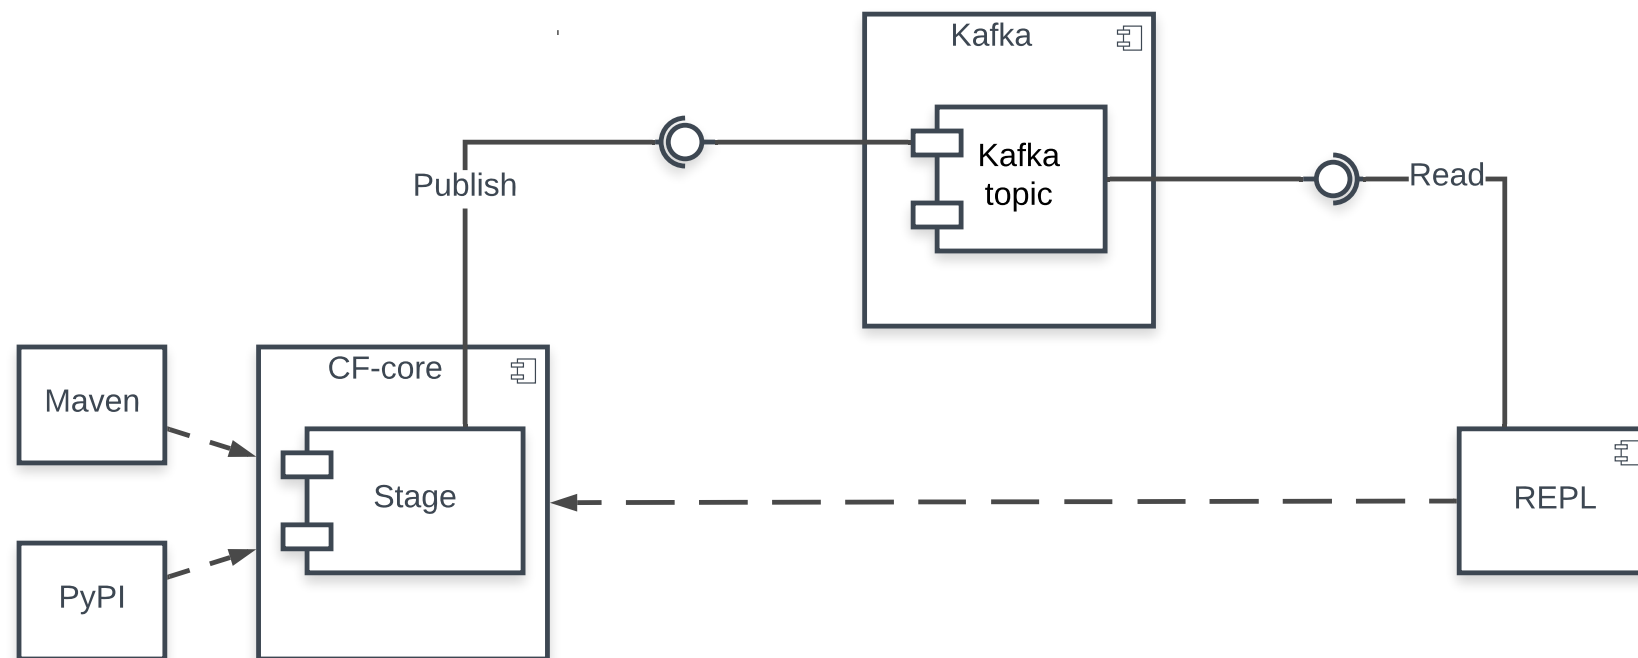 Kafka
Kafka
topic
Publish
Read
CF-core
Maven
Stage
REPL
PyPI